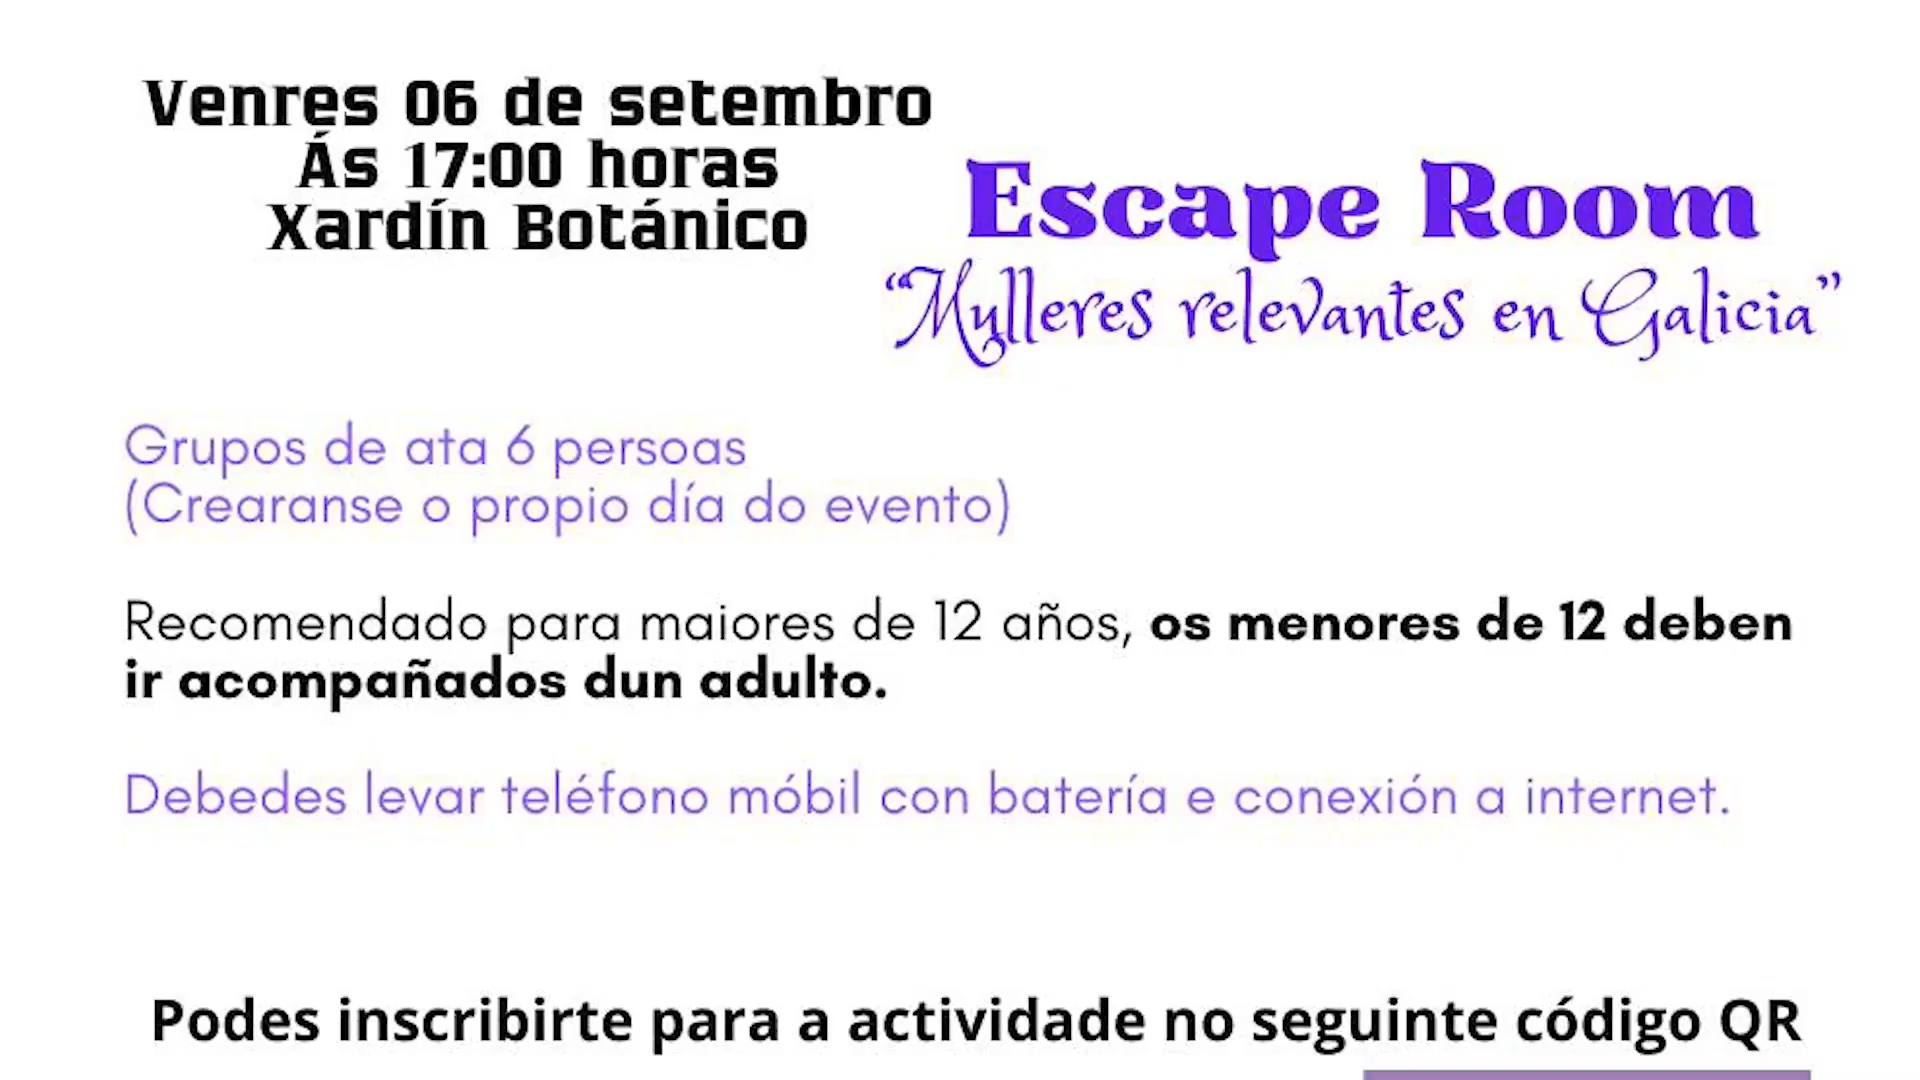 Venres 06 de setembro
Ás 17:00 horas
Xardín Botánico
Escape Room
“Mulleres relevantes en Galicia”
Grupos de ata 6 persoas
(Crearanse o propio día do evento)
Recomendado para maiores de 12 años, os menores de 12 deben
ir acompañados dun adulto.
Debedes levar teléfono móbil con batería e conexión a internet.
Podes inscribirte para a actividade no seguinte código QR